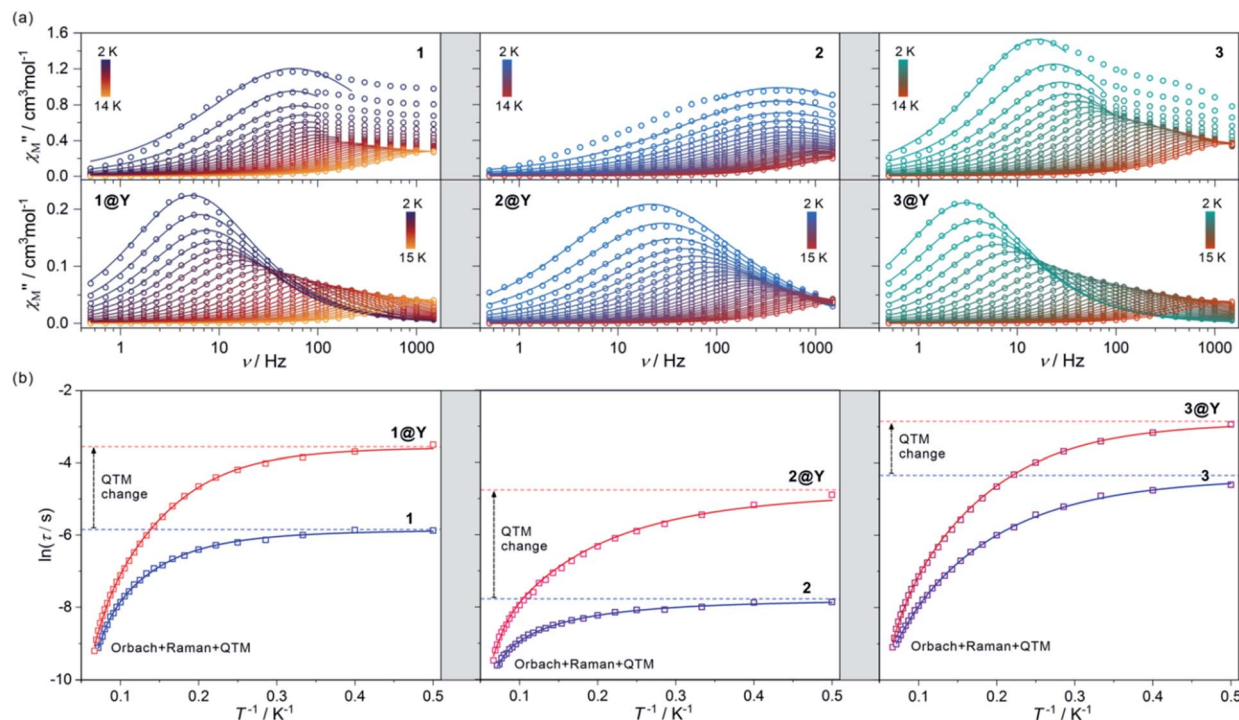 (a)
1.6
1.2
0.8
0.4
0.0
χM'' / cm³mol⁻¹
2 K
14 K
1
2 K
14 K
2
2 K
14 K
3
0.2
0.1
0.0
χM'' / cm³mol⁻¹
1@Y
2 K
15 K
2@Y
2 K
15 K
3@Y
2 K
15 K
1 10 100 1000
1 10 100 1000
1 10 100 1000
ν / Hz
ν / Hz
ν / Hz
(b)
-2
-4
-6
-8
-10
ln(τ / s)
1@Y
QTM
change
1
Orbach+Raman+QTM
2@Y
QTM
change
2
Orbach+Raman+QTM
3@Y
QTM
change
3
Orbach+Raman+QTM
0.1 0.2 0.3 0.4 0.5
0.1 0.2 0.3 0.4 0.5
0.1 0.2 0.3 0.4 0.5
T⁻¹ / K⁻¹
T⁻¹ / K⁻¹
T⁻¹ / K⁻¹